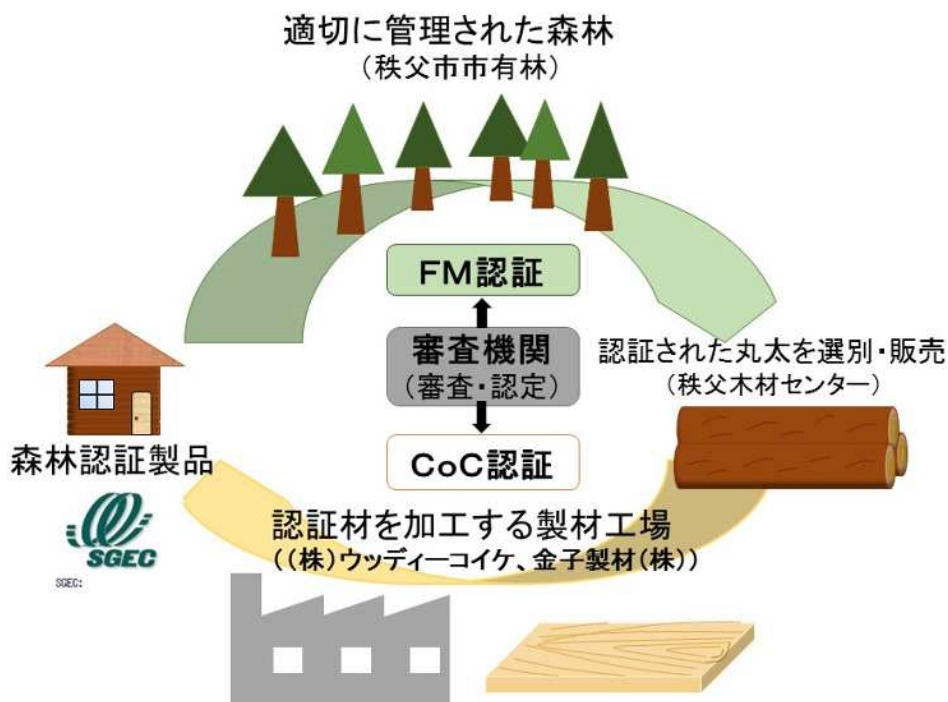 適切に管理された森林
（秩父市市有林）
FM認証
審査機関
（審査・認定）
認証された丸太を選別・販売
（秩父木材センター）
森林認証製品
CoC認証
SGEC
SGEC:
認証材を加工する製材工場
（（株）ウッディーコイケ、金子製材（株））